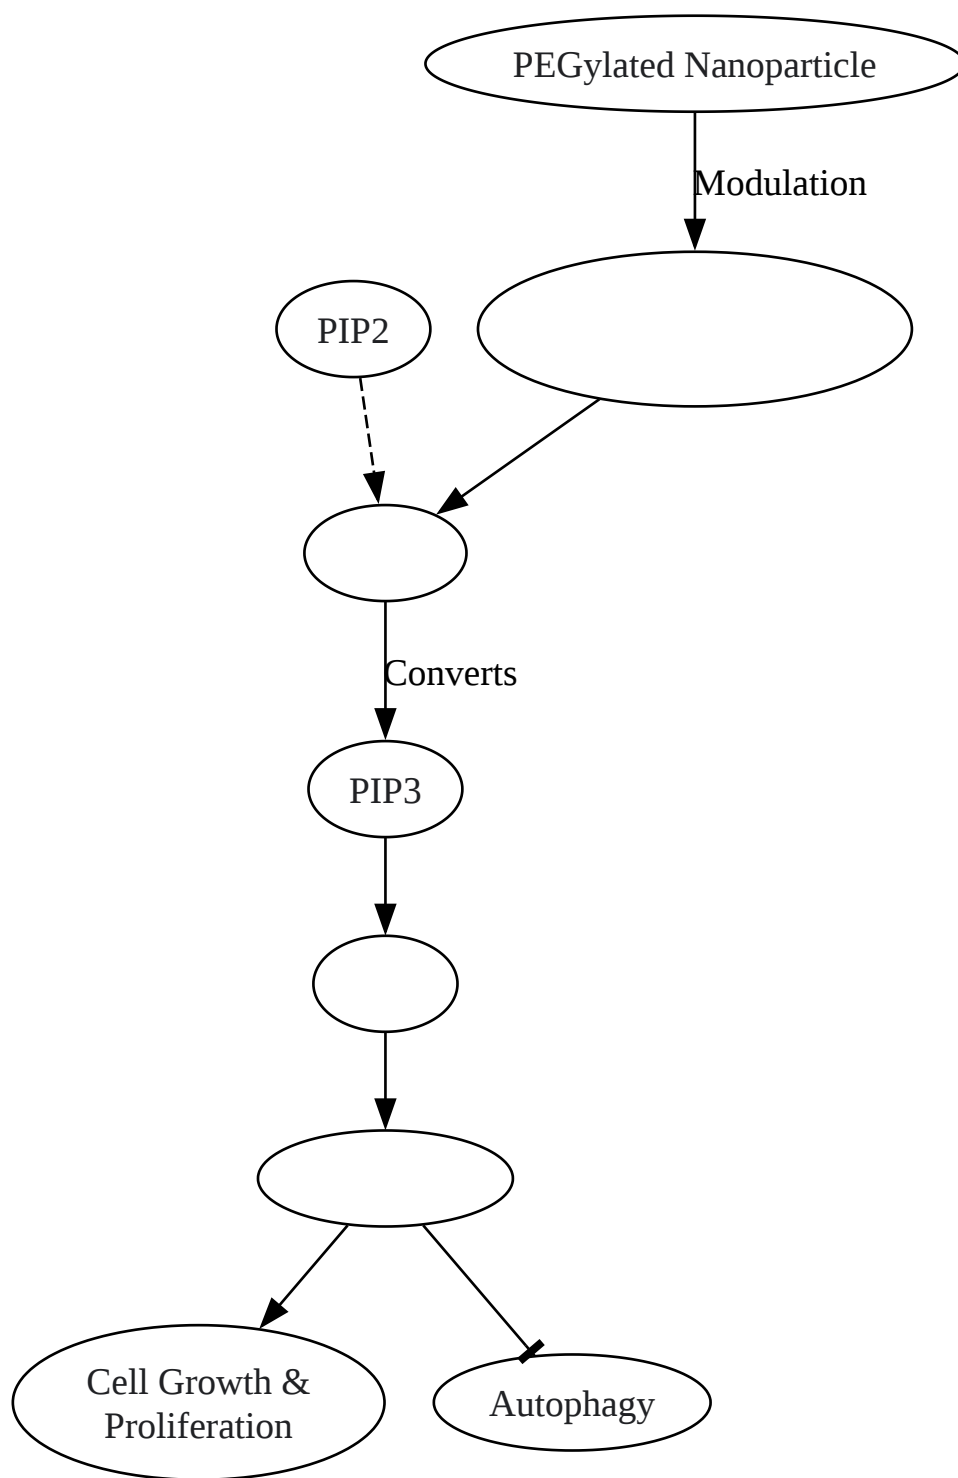 PEGylated Nanoparticle
Modulation
PIP2
Converts
PIP3
Cell Growth &
Proliferation
Autophagy